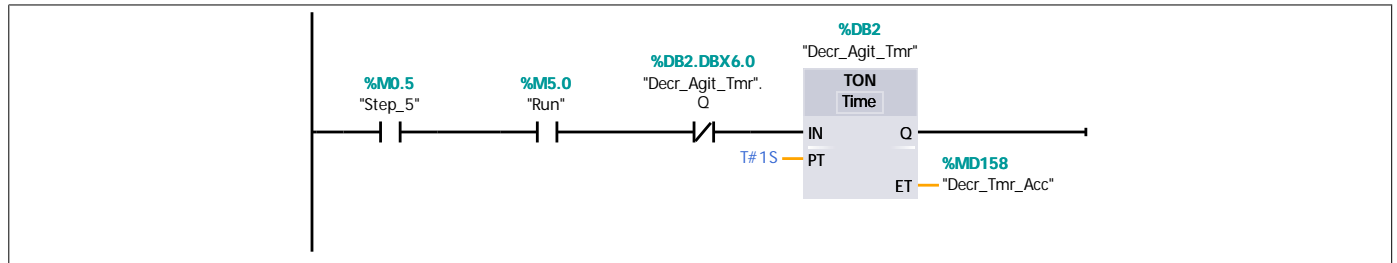 %DB2
"Decr_Agit_Tmr"
%DB2.DBX6.0
"Decr_Agit_Tmr".
Q
%M0.5
"Step_5"
%M5.0
"Run"
TON
Time
IN
Q
T#1S
PT
%MD158
ET
"Decr_Tmr_Acc"